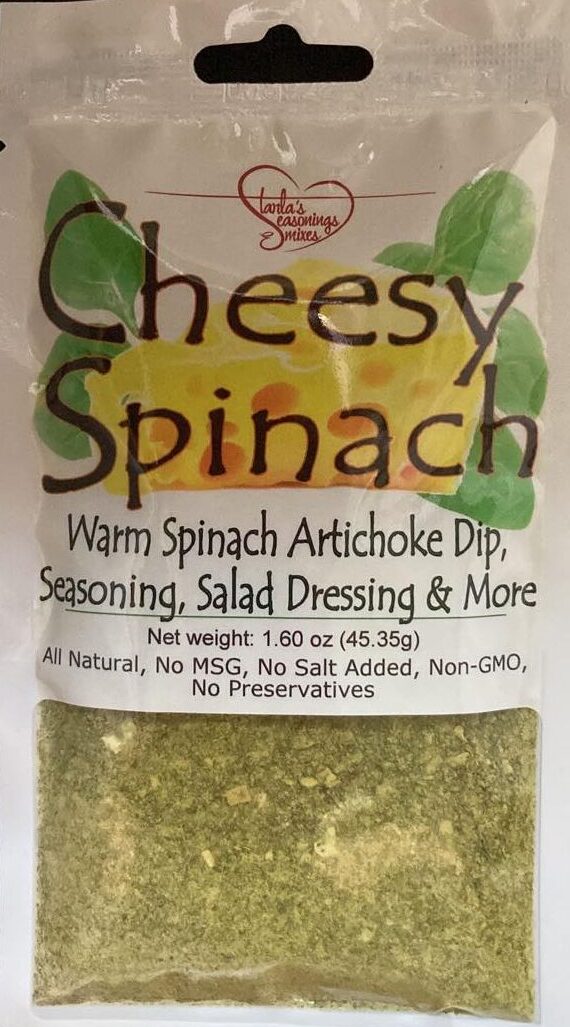 Starla's
Seasonings
& mixes
Cheesy
Spinach
Warm Spinach Artichoke Dip,
Seasoning, Salad Dressing & More
Net weight: 1.60 oz (45.35g)
All Natural, No MSG, No Salt Added, Non-GMO,
No Preservatives